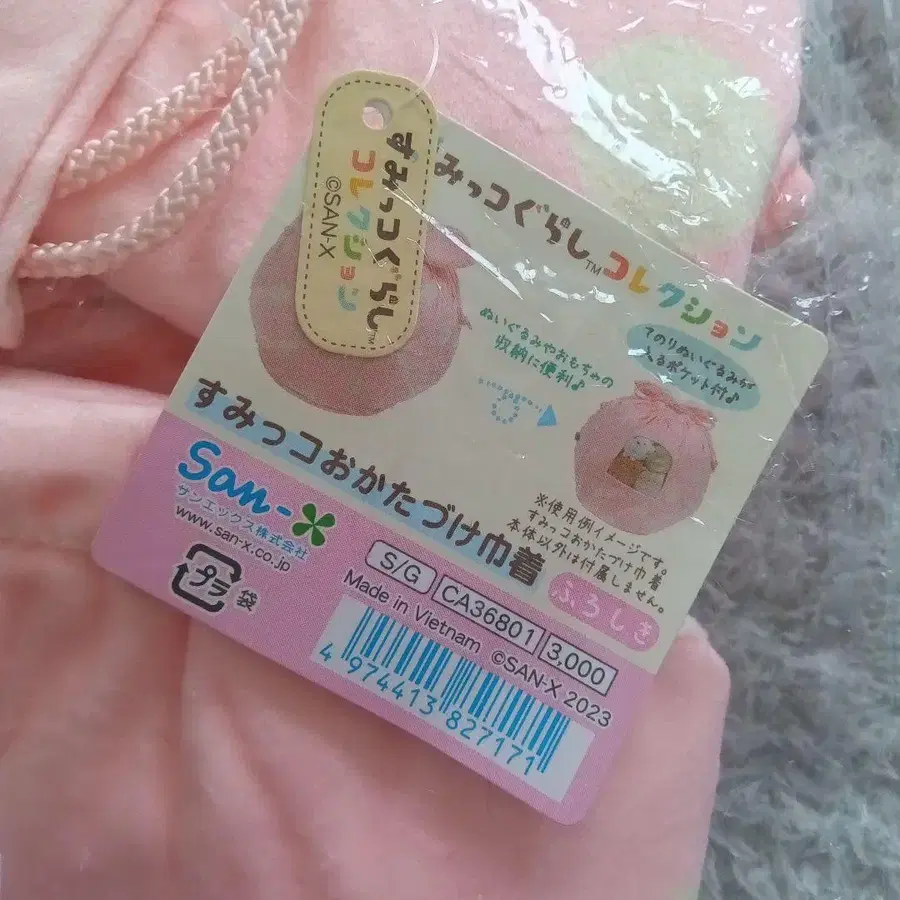 すみっコぐらし™
コレクション
©SAN-X
みっコぐらし™コレクション
ぬいぐるみやおもちゃの
収納に便利♪
てのりぬいぐるみが
入るポケット付♪
すみっコおかたづけ巾着
※使用例イメージです。
すみっコおかたづけ巾着
本体以外は付属しません。
ふろしき
San-X
サンエックス株式会社
www.san-x.co.jp
プラ 袋
S/G CA36801 3,000
Made in Vietnam ©SAN-X 2023
4 974413 827171